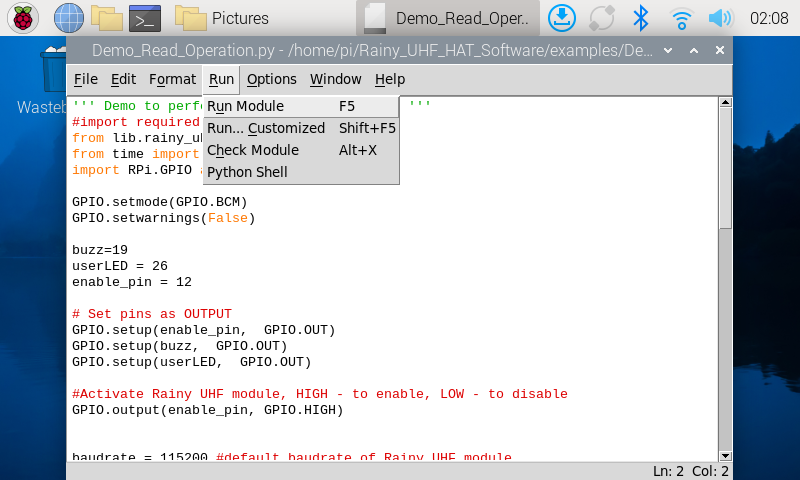 Pictures
Demo_Read_Oper..
02:08
Demo_Read_Operation.py - /home/pi/Rainy_UHF_HAT_Software/examples/De...
File Edit Format Run Options Window Help
Run Module F5
Run... Customized Shift+F5
Check Module Alt+X
Python Shell
Wasteb
''' Demo to perf '''
#import required
from lib.rainy_u
from time import
import RPi.GPIO
GPIO.setmode(GPIO.BCM)
GPIO.setwarnings(False)
buzz=19
userLED = 26
enable_pin = 12
# Set pins as OUTPUT
GPIO.setup(enable_pin,  GPIO.OUT)
GPIO.setup(buzz,  GPIO.OUT)
GPIO.setup(userLED,  GPIO.OUT)
#Activate Rainy UHF module, HIGH - to enable, LOW - to disable
GPIO.output(enable_pin, GPIO.HIGH)
baudrate = 115200 #default baudrate of Rainy UHF module
Ln: 2 Col: 2